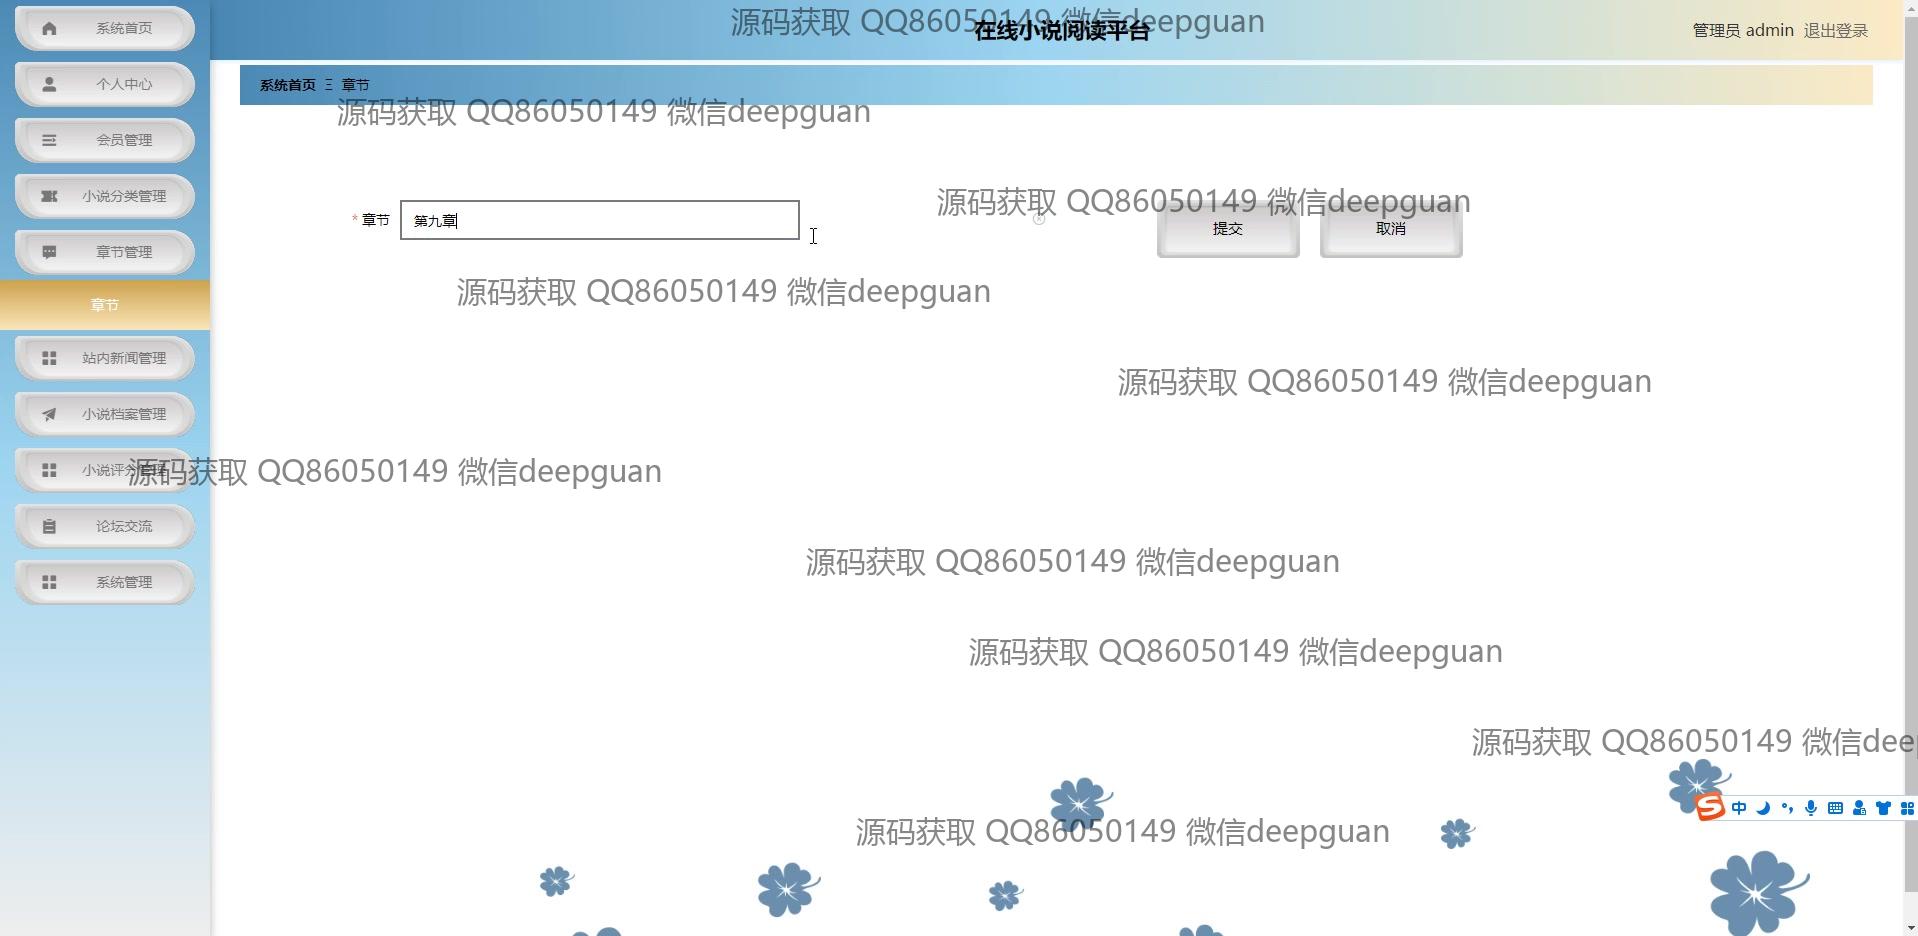 系统首页
个人中心
会员管理
小说分类管理
章节管理
章节
站内新闻管理
小说档案管理
小说评分管理
论坛交流
系统管理
源码获取 QQ86050149 微信deepguan
在线小说阅读平台
管理员 admin 退出登录
系统首页 Ξ 章节
源码获取 QQ86050149 微信deepguan
源码获取 QQ86050149 微信deepguan
* 章节 第九章
提交 取消
源码获取 QQ86050149 微信deepguan
源码获取 QQ86050149 微信deepguan
源码获取 QQ86050149 微信deepguan
源码获取 QQ86050149 微信deepguan
源码获取 QQ86050149 微信deepguan
源码获取 QQ86050149 微信dee
中
源码获取 QQ86050149 微信deepguan